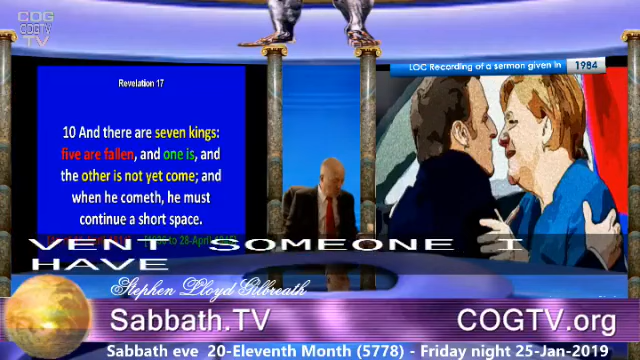 COG
COGTV
TV
LOC Recording of a sermon given in 1984
Revelation 17
10 And there are seven kings:
five are fallen, and one is, and
the other is not yet come; and
when he cometh, he must
continue a short space.
VENT SOMEONE I
HAVE
Stephen Lloyd Gilbreath
Sabbath.TV
COGTV.org
Sabbath eve 20-Eleventh Month (5778) - Friday night 25-Jan-2019